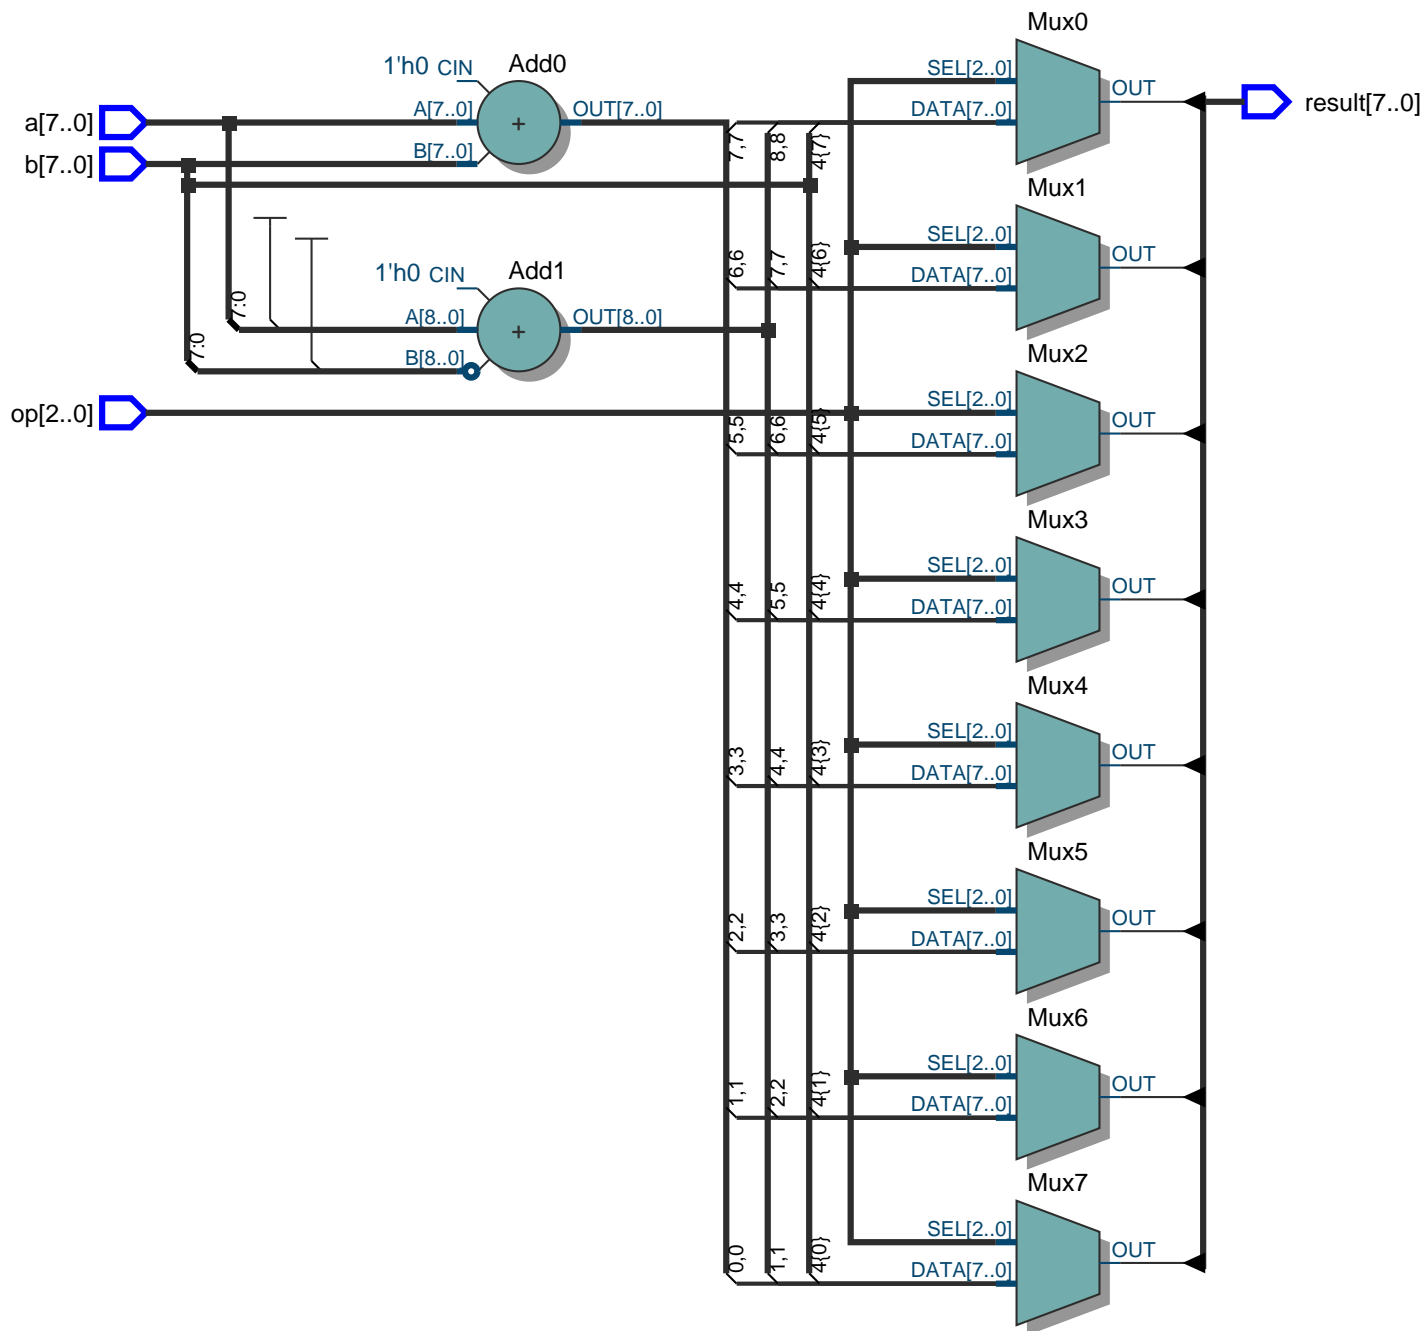 Mux0
1'h0 CIN
Add0
SEL[2..0]
OUT
a[7..0]
A[7..0]
+
OUT[7..0]
7,7
8,8
4{7}
DATA[7..0]
result[7..0]
b[7..0]
B[7..0]
Mux1
SEL[2..0]
OUT
6,6
7,7
4{6}
DATA[7..0]
1'h0 CIN
Add1
7:0
A[8..0]
+
OUT[8..0]
7:0
B[8..0]
Mux2
op[2..0]
SEL[2..0]
OUT
5,5
6,6
4{5}
DATA[7..0]
Mux3
SEL[2..0]
OUT
4,4
5,5
4{4}
DATA[7..0]
Mux4
SEL[2..0]
OUT
3,3
4,4
4{3}
DATA[7..0]
Mux5
SEL[2..0]
OUT
2,2
3,3
4{2}
DATA[7..0]
Mux6
SEL[2..0]
OUT
1,1
2,2
4{1}
DATA[7..0]
Mux7
SEL[2..0]
OUT
0,0
1,1
4{0}
DATA[7..0]